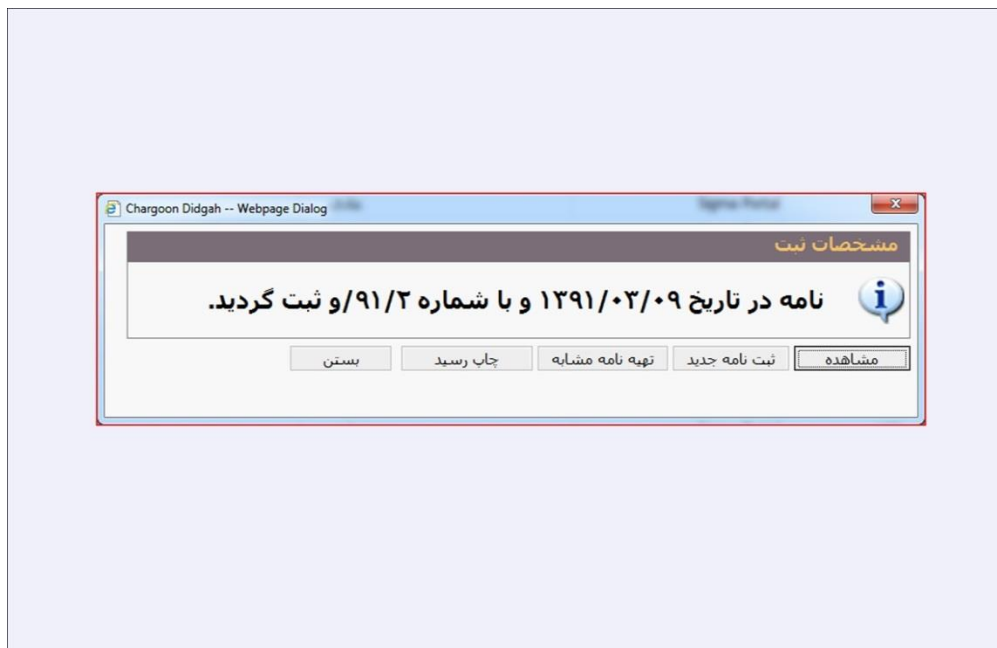 Chargoon Didgah -- Webpage Dialog
مشخصات ثبت
نامه در تاریخ ۱۳۹۱/۰۳/۰۹ و با شماره ۹۱/۲/و ثبت گردید.
مشاهده ثبت نامه جدید تهیه نامه مشابه چاپ رسید بستن